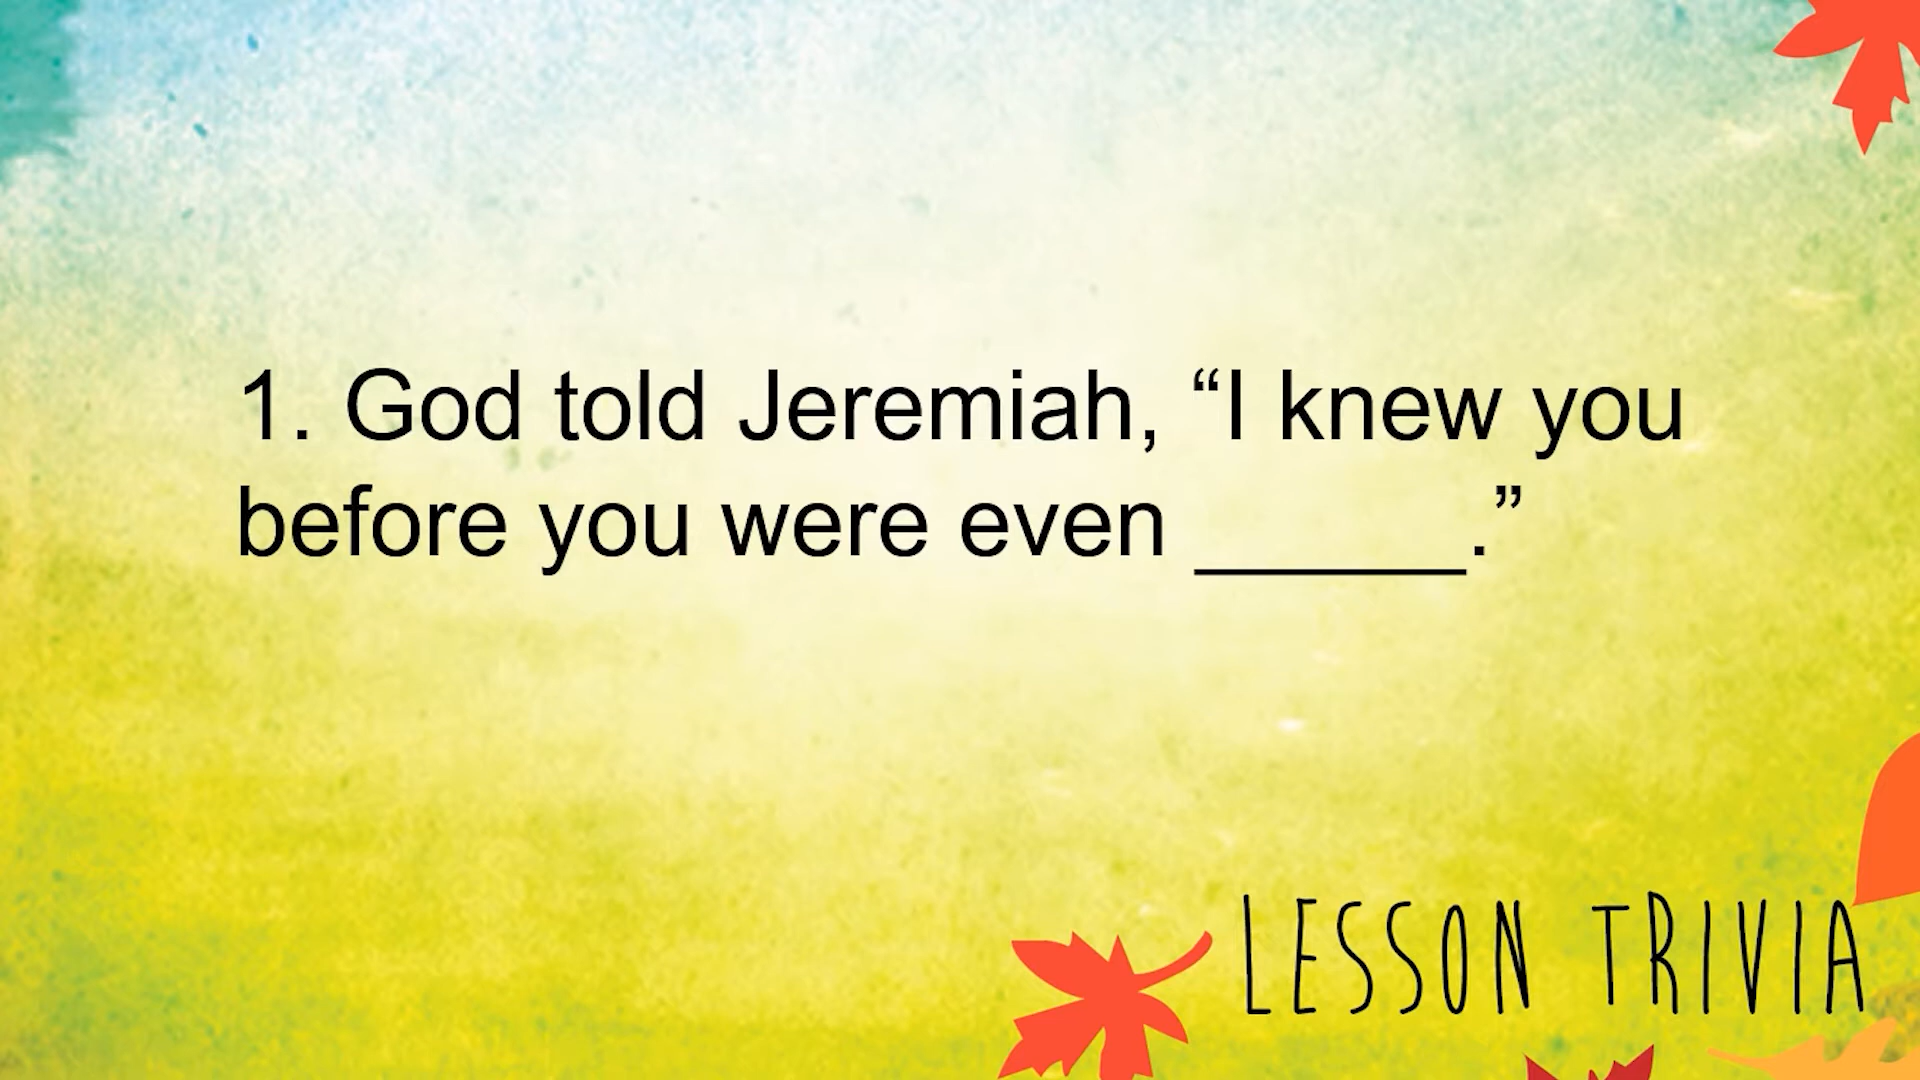 1. God told Jeremiah, “I knew you
before you were even ______.”
LESSON TRIVIA